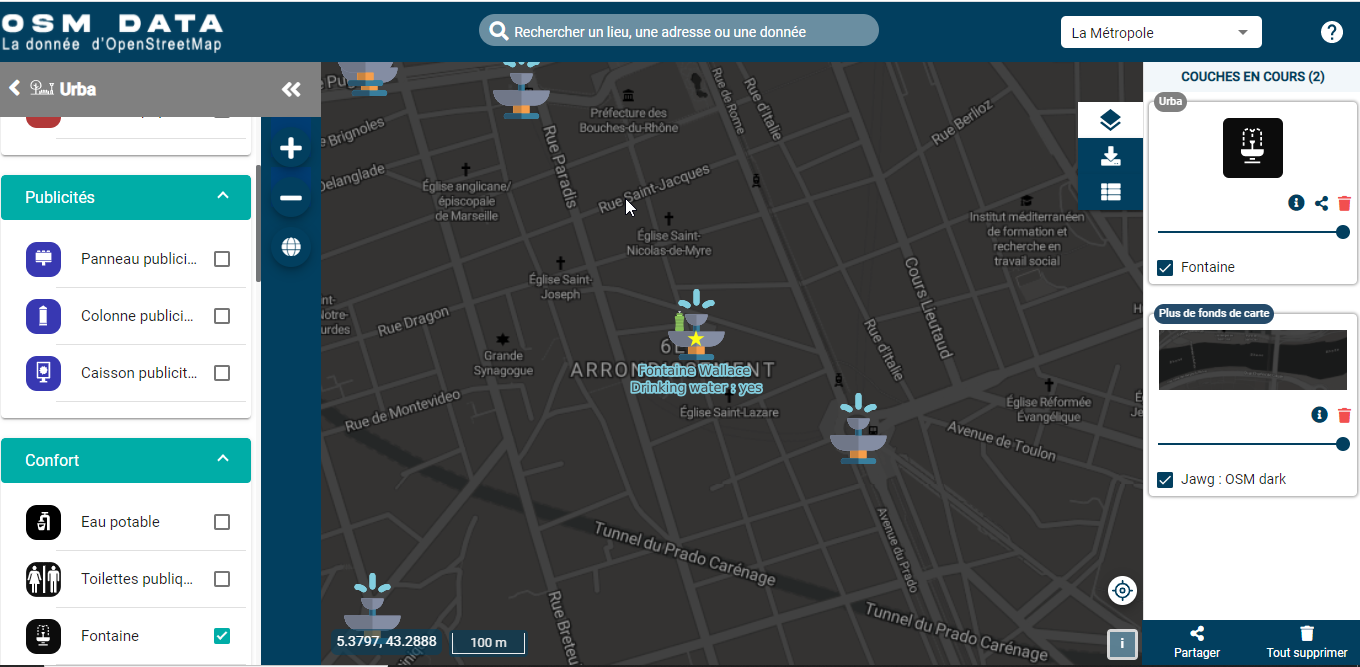 OSM DATA
La donnée d'OpenStreetMap
Rechercher un lieu, une adresse ou une donnée
La Métropole
?
Urba
Publicités
Panneau publici...
Colonne publici...
Caisson publicit...
Confort
Eau potable
Toilettes publiq...
Fontaine
Rue Paradis
Préfecture des
Bouches-du-Rhône
Rue de Rome
Rue d'Italie
Rue Berlioz
e Brignoles
Delanglade
Église anglicane/
épiscopale
de Marseille
Rue Saint-Jacques
Église Saint-
Nicolas-de-Myre
Institut méditerranéen
de formation et
recherche en
travail social
Église Saint-
Joseph
Cours Lieutaud
nt-
Notre-
urdes
Rue Dragon
Grande
Synagogue
Rue d'Italie
Fontaine Wallace
Drinking water : yes
Église Saint-Lazare
Rue de Montevideo
Église Réformée
Évangélique
Avenue de Toulon
Tunnel du Prado Carénage
Avenue du Prado
Rue Breteu
Tunnel du Prado Carénage
5.3797, 43.2888
100 m
i
COUCHES EN COURS (2)
Urba
Fontaine
Plus de fonds de carte
Jawg : OSM dark
Partager
Tout supprimer